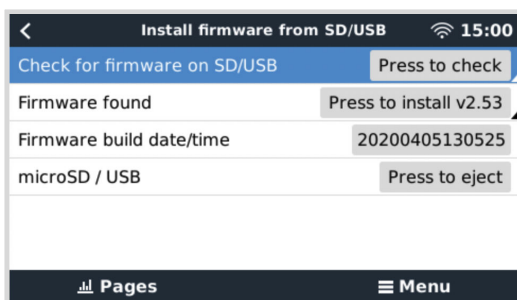 Install firmware from SD/USB 15:00
Check for firmware on SD/USB Press to check
Firmware found Press to install v2.53
Firmware build date/time 20200405130525
microSD / USB Press to eject
Pages Menu